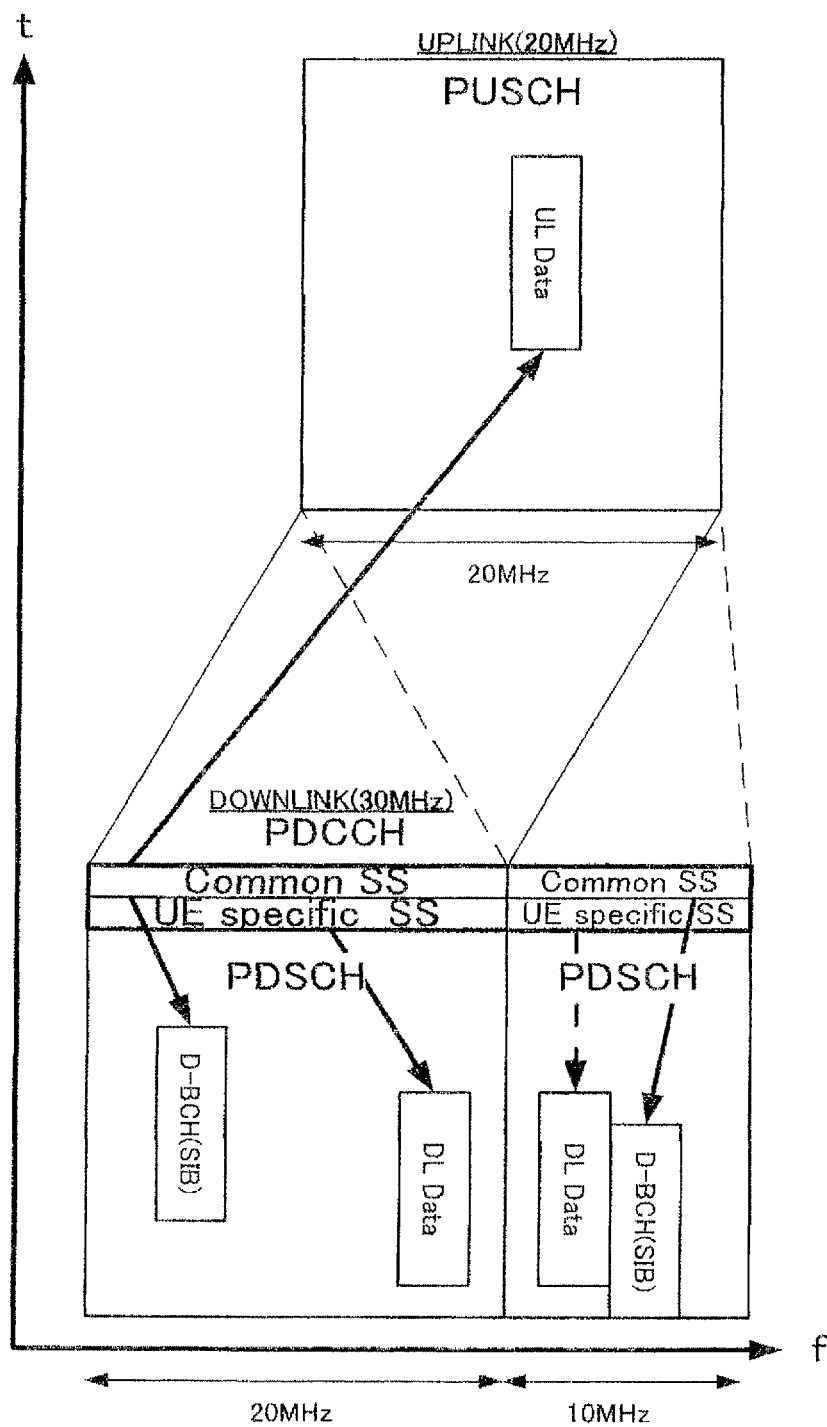 t
UPLINK(20MHz)
PUSCH
UL Data
20MHz
DOWNLINK(30MHz)
PDCCH
Common SS
Common SS
UE specific SS
UE specific SS
PDSCH
PDSCH
D-BCH(SIB)
DL Data
DL Data
D-BCH(SIB)
f
20MHz
10MHz